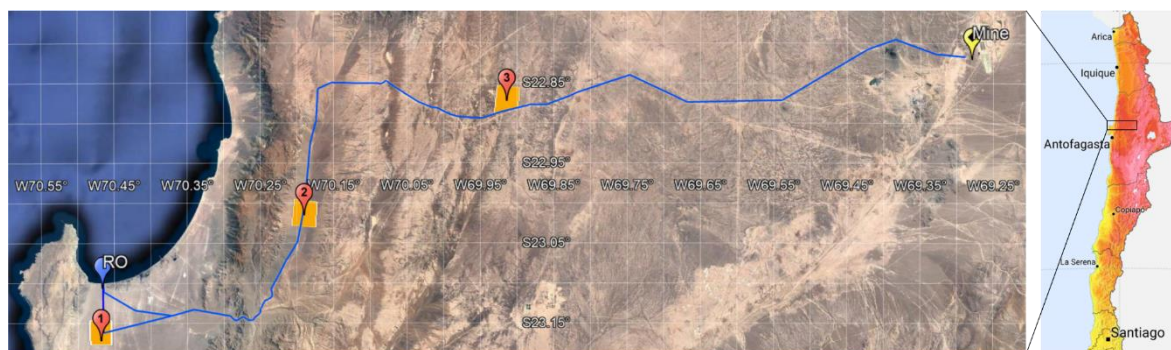 Mine
3
S22.85°
S22.95°
W70.55° W70.45° W70.35° W70.25° W70.15° W70.05° W69.95° W69.85° W69.75° W69.65° W69.55° W69.45° W69.35° W69.25°
2
S23.05°
RO
1
S23.15°
Arica
Iquique
Antofagasta
Copiapó
La Serena
Santiago